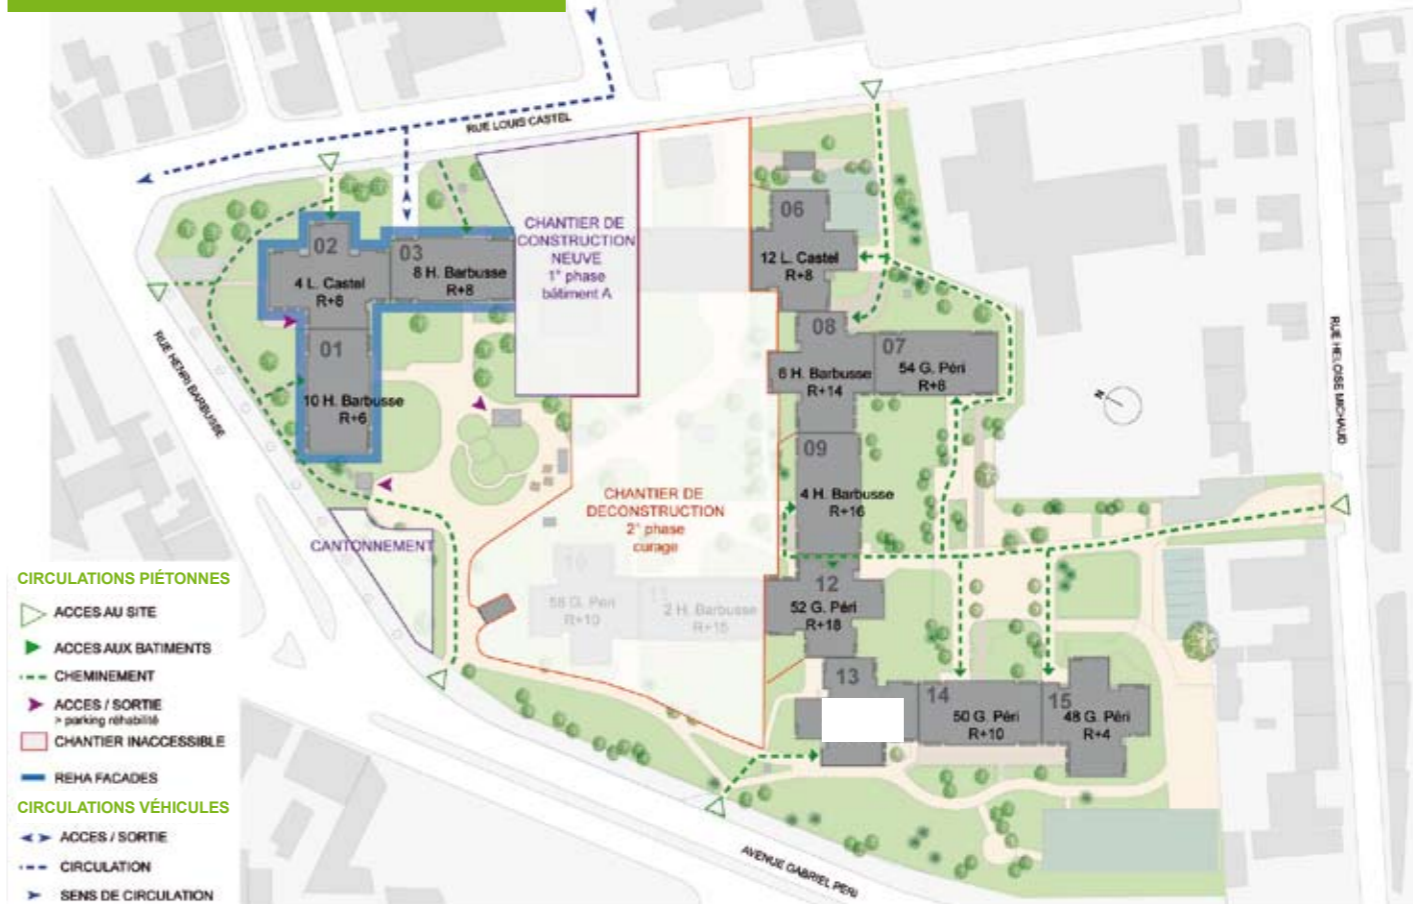 RUE LOUIS CASTEL
CHANTIER DE
CONSTRUCTION
NEUVE
1° phase
bâtiment A
02
4 L. Castel
R+8
03
8 H. Barbusse
R+8
01
10 H. Barbusse
R+6
06
12 L. Castel
R+8
08
6 H. Barbusse
R+14
07
54 G. Péri
R+8
09
4 H. Barbusse
R+16
RUE HENRI BARBUSSE
RUE HELOISE MICHAUD
N
CHANTIER DE
DECONSTRUCTION
2° phase
curage
CANTONNEMENT
10
58 G. Péri
R+10
11
2 H. Barbusse
R+15
12
52 G. Péri
R+18
13
14
50 G. Péri
R+10
15
48 G. Péri
R+4
AVENUE GABRIEL PERI
CIRCULATIONS PIÉTONNES
ACCES AU SITE
ACCES AUX BATIMENTS
CHEMINEMENT
ACCES / SORTIE
> parking réhabilité
CHANTIER INACCESSIBLE
REHA FACADES
CIRCULATIONS VÉHICULES
ACCES / SORTIE
CIRCULATION
SENS DE CIRCULATION